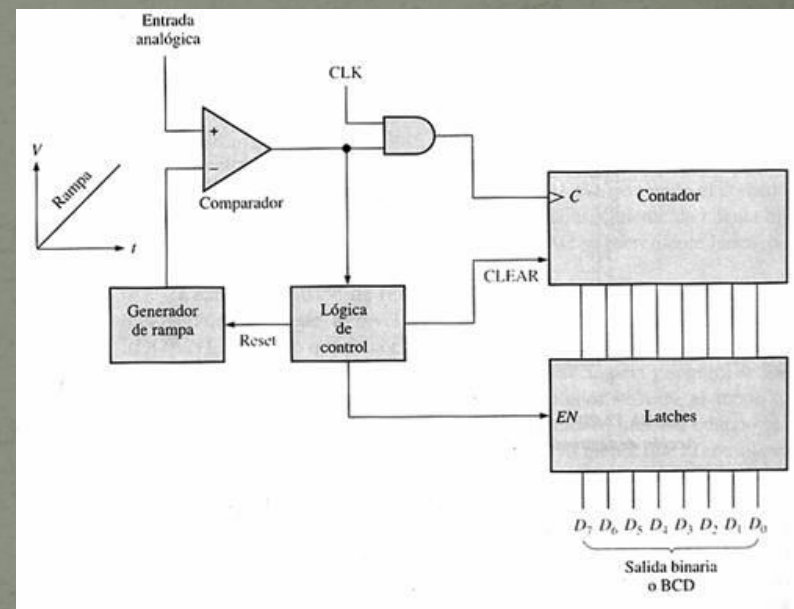 Entrada
analógica
CLK
+
−
Comparador
V
Rampa
t
C
Contador
CLEAR
Generador
de rampa
Reset
Lógica
de
control
EN
Latches
D7 D6 D5 D4 D3 D2 D1 D0
Salida binaria
o BCD